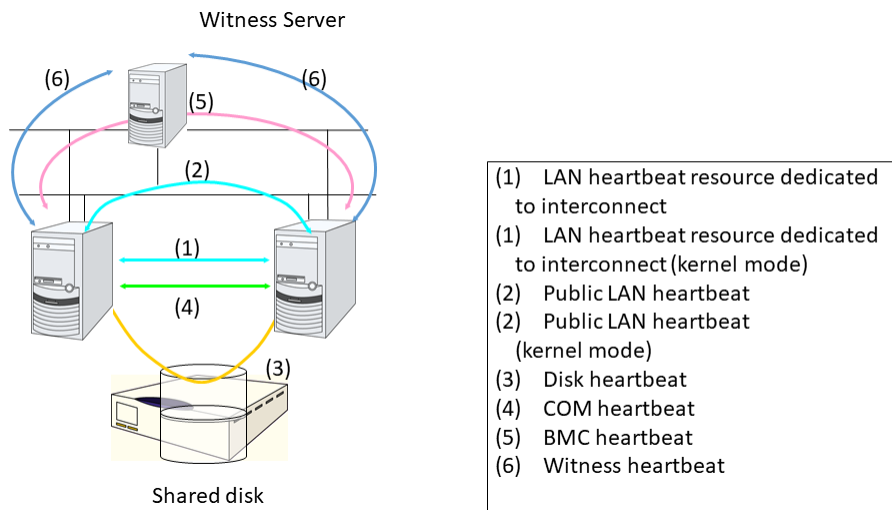 Witness Server
(6)
(6)
(5)
(2)
(1)
(4)
(3)
Shared disk
(1) LAN heartbeat resource dedicated
to interconnect
(1) LAN heartbeat resource dedicated
to interconnect (kernel mode)
(2) Public LAN heartbeat
(2) Public LAN heartbeat
(kernel mode)
(3) Disk heartbeat
(4) COM heartbeat
(5) BMC heartbeat
(6) Witness heartbeat